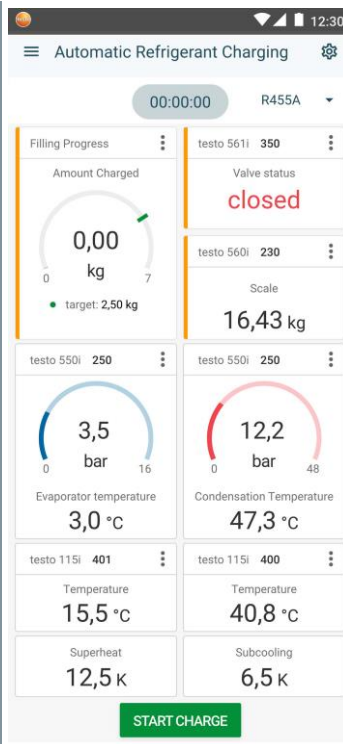 12:30
Automatic Refrigerant Charging
00:00:00
R455A
Filling Progress
Amount Charged
0,00
kg
0
7
target: 2,50 kg
testo 561i 350
Valve status
closed
testo 560i 230
Scale
16,43 kg
testo 550i 250
3,5
bar
0
16
Evaporator temperature
3,0 °C
testo 550i 250
12,2
bar
0
48
Condensation Temperature
47,3 °C
testo 115i 401
Temperature
15,5 °C
testo 115i 400
Temperature
40,8 °C
Superheat
12,5 K
Subcooling
6,5 K
START CHARGE